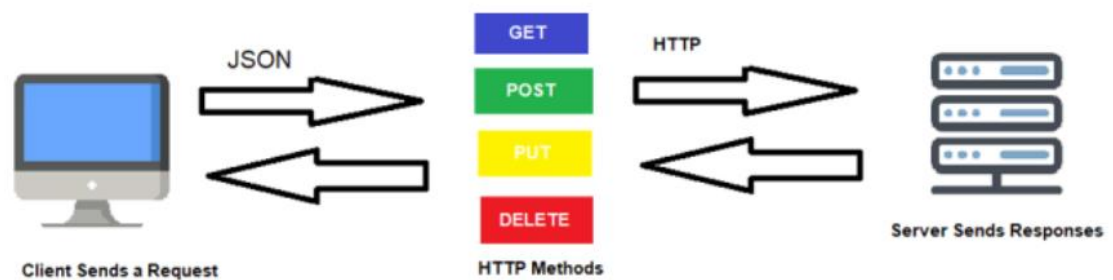 JSON
GET
HTTP
POST
PUT
DELETE
Client Sends a Request
HTTP Methods
Server Sends Responses